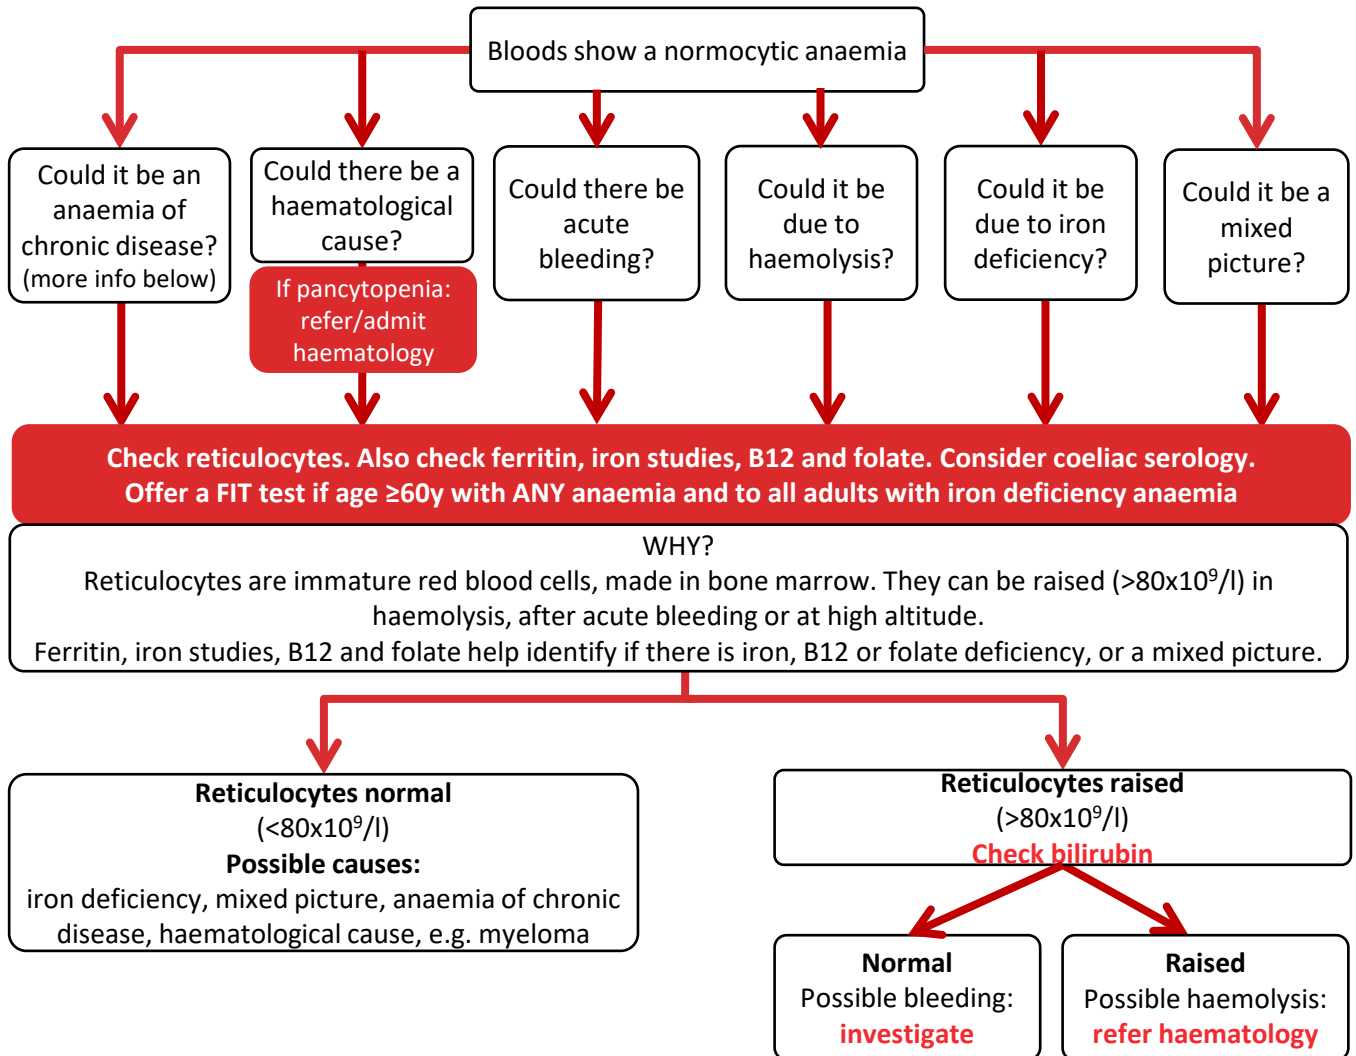 Bloods show a normocytic anaemia
Could it be an
anaemia of
chronic disease?
(more info below)
Could there be a
haematological
cause?
If pancytopenia:
refer/admit
haematology
Could there be
acute
bleeding?
Could it be
due to
haemolysis?
Could it be
due to iron
deficiency?
Could it be a
mixed
picture?
Check reticulocytes. Also check ferritin, iron studies, B12 and folate. Consider coeliac serology.
Offer a FIT test if age ≥60y with ANY anaemia and to all adults with iron deficiency anaemia
WHY?
Reticulocytes are immature red blood cells, made in bone marrow. They can be raised (>80x10⁹/l) in
haemolysis, after acute bleeding or at high altitude.
Ferritin, iron studies, B12 and folate help identify if there is iron, B12 or folate deficiency, or a mixed picture.
Reticulocytes normal
(<80x10⁹/l)
Possible causes:
iron deficiency, mixed picture, anaemia of chronic
disease, haematological cause, e.g. myeloma
Reticulocytes raised
(>80x10⁹/l)
Check bilirubin
Normal
Possible bleeding:
investigate
Raised
Possible haemolysis:
refer haematology